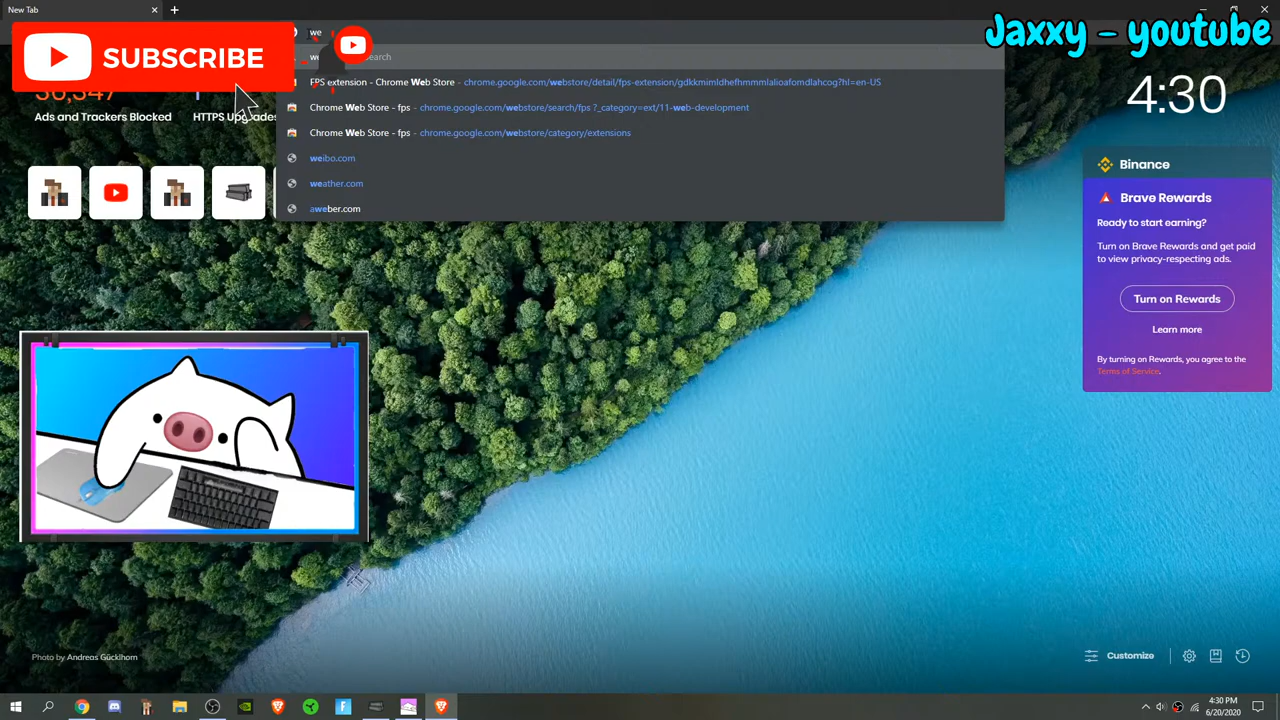 New Tab
Jaxxy - youtube
SUBSCRIBE
we
we
search
FPS extension - Chrome Web Store - chrome.google.com/webstore/detail/fps-extension/gdkkmimldhefhmmmlalioafomdlahcog?hl=en-US
Chrome Web Store - fps - chrome.google.com/webstore/search/fps ?_category=ext/11-web-development
Chrome Web Store - fps - chrome.google.com/webstore/category/extensions
weibo.com
weather.com
aweber.com
Ads and Trackers Blocked
HTTPS Upgrades
4:30
Binance
Brave Rewards
Ready to start earning?
Turn on Brave Rewards and get paid
to view privacy-respecting ads.
Turn on Rewards
Learn more
By turning on Rewards, you agree to the
Terms of Service.
Photo by Andreas Gücklhorn
Customize
4:30 PM
6/20/2020